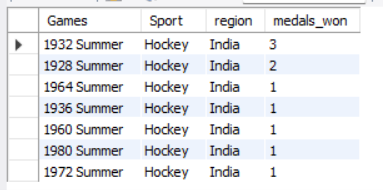 Games Sport region medals_won
1932 Summer Hockey India 3
1928 Summer Hockey India 2
1964 Summer Hockey India 1
1936 Summer Hockey India 1
1960 Summer Hockey India 1
1980 Summer Hockey India 1
1972 Summer Hockey India 1